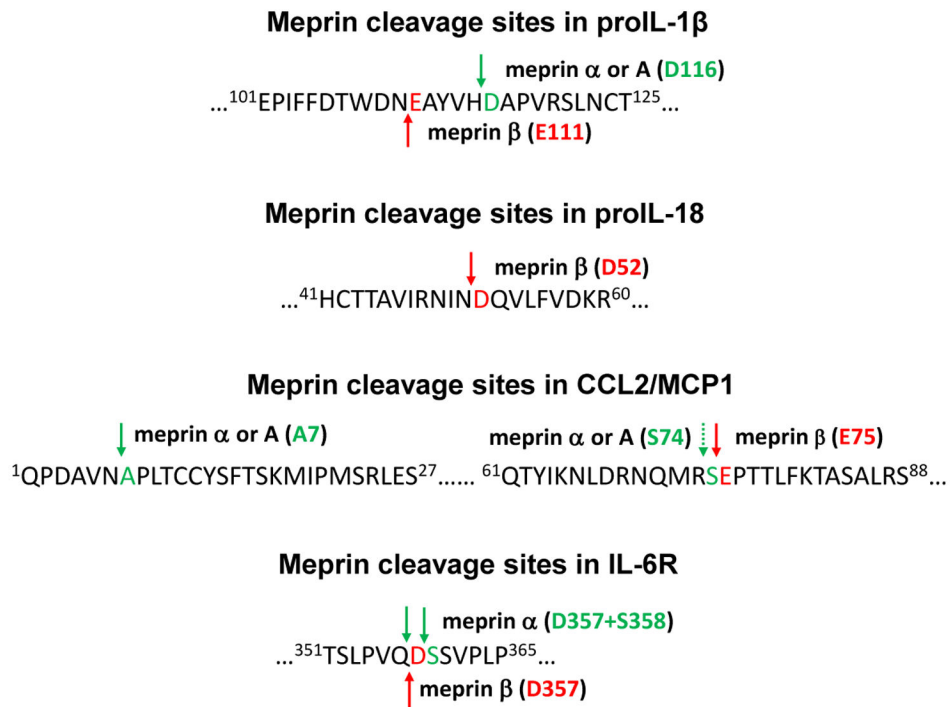 Meprin cleavage sites in proIL-1β
meprin α or A (D116)
...¹⁰¹EPIFFDTWDNEAYVHDAPVRSLNCT¹²⁵...
meprin β (E111)
Meprin cleavage sites in proIL-18
meprin β (D52)
...⁴¹HCTTAVIRNINDQVLFVDKR⁶⁰...
Meprin cleavage sites in CCL2/MCP1
meprin α or A (A7) meprin α or A (S74) meprin β (E75)
¹QPDAVNAPLTCCYSFTSKMIPMSRLES²⁷...... ⁶¹QTYIKNLDRNQMRSEPTTLFKTASALRS⁸⁸...
Meprin cleavage sites in IL-6R
meprin α (D357+S358)
...³⁵¹TSLPVQDSSVPLP³⁶⁵...
meprin β (D357)